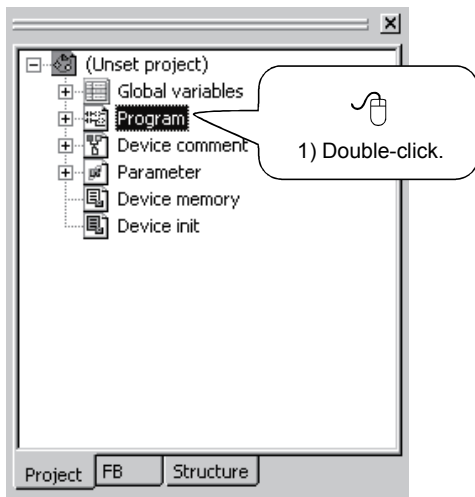 (Unset project)
Global variables
Program
Device comment
1) Double-click.
Parameter
Device memory
Device init
Project FB Structure